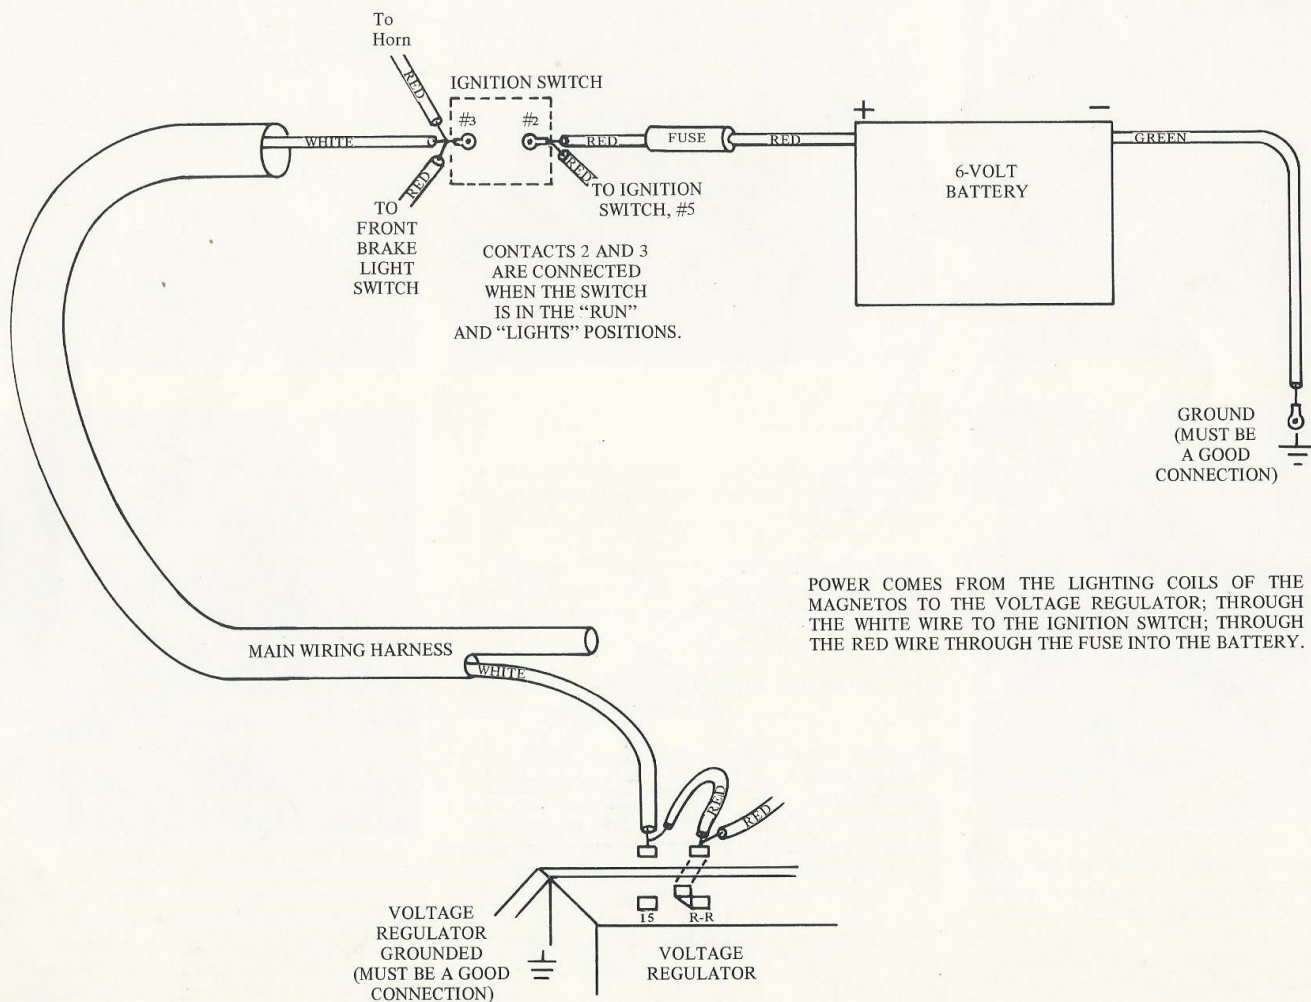 To
Horn
RED
IGNITION SWITCH
#3
#2
WHITE
RED
FUSE
RED
+
–
GREEN
6-VOLT
BATTERY
RED
RED
TO IGNITION
SWITCH, #5
TO
FRONT
BRAKE
LIGHT
SWITCH
CONTACTS 2 AND 3
ARE CONNECTED
WHEN THE SWITCH
IS IN THE “RUN”
AND “LIGHTS” POSITIONS.
GROUND
(MUST BE
A GOOD
CONNECTION)
POWER COMES FROM THE LIGHTING COILS OF THE
MAGNETOS TO THE VOLTAGE REGULATOR; THROUGH
THE WHITE WIRE TO THE IGNITION SWITCH; THROUGH
THE RED WIRE THROUGH THE FUSE INTO THE BATTERY.
MAIN WIRING HARNESS
WHITE
RED
RED
15
R-R
VOLTAGE
REGULATOR
GROUNDED
(MUST BE A GOOD
CONNECTION)
VOLTAGE
REGULATOR